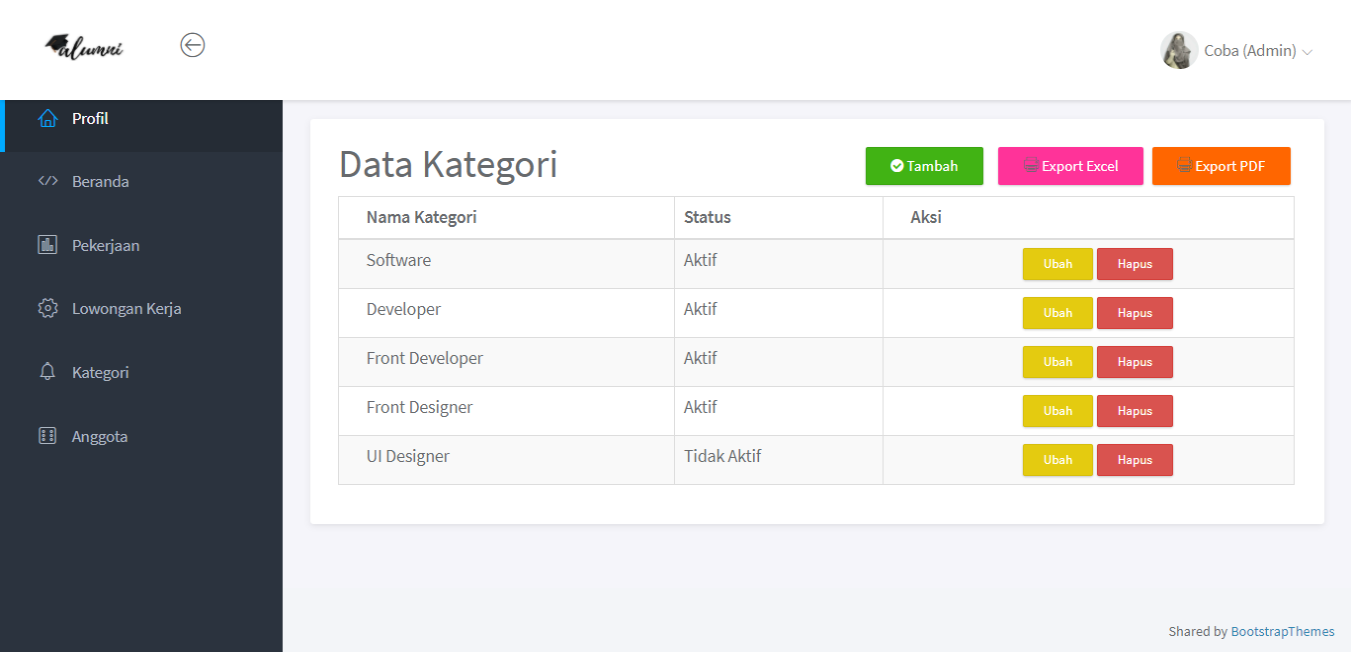 alumni
Coba (Admin)
Profil
Beranda
Pekerjaan
Lowongan Kerja
Kategori
Anggota
Data Kategori
Tambah
Export Excel
Export PDF
Nama Kategori Status Aksi
Software Aktif Ubah Hapus
Developer Aktif Ubah Hapus
Front Developer Aktif Ubah Hapus
Front Designer Aktif Ubah Hapus
UI Designer Tidak Aktif Ubah Hapus
Shared by BootstrapThemes